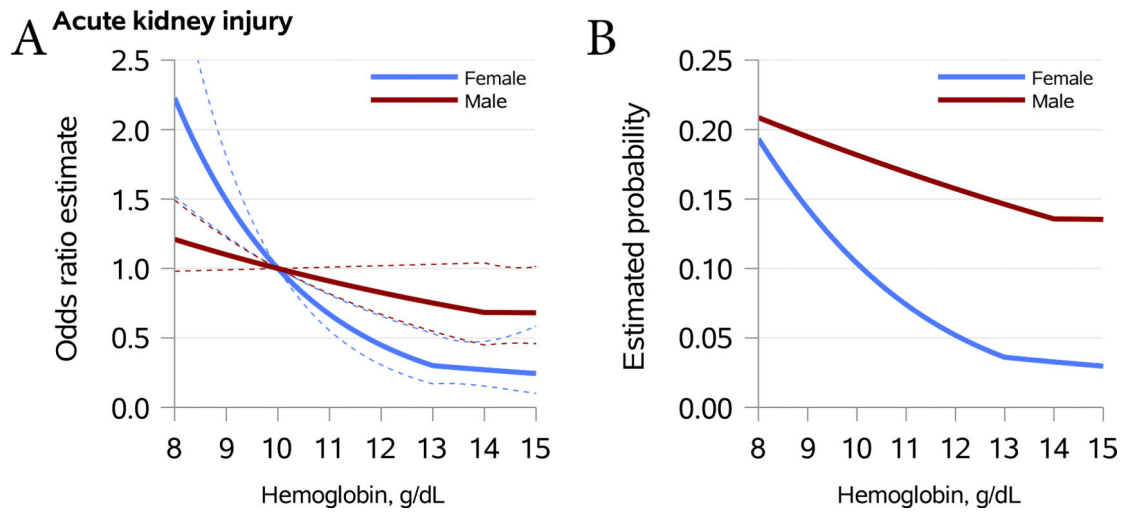 A Acute kidney injury
2.5
2.0
1.5
1.0
0.5
0.0
Odds ratio estimate
Female
Male
8 9 10 11 12 13 14 15
Hemoglobin, g/dL
B
0.25
0.20
0.15
0.10
0.05
0.00
Estimated probability
Female
Male
8 9 10 11 12 13 14 15
Hemoglobin, g/dL